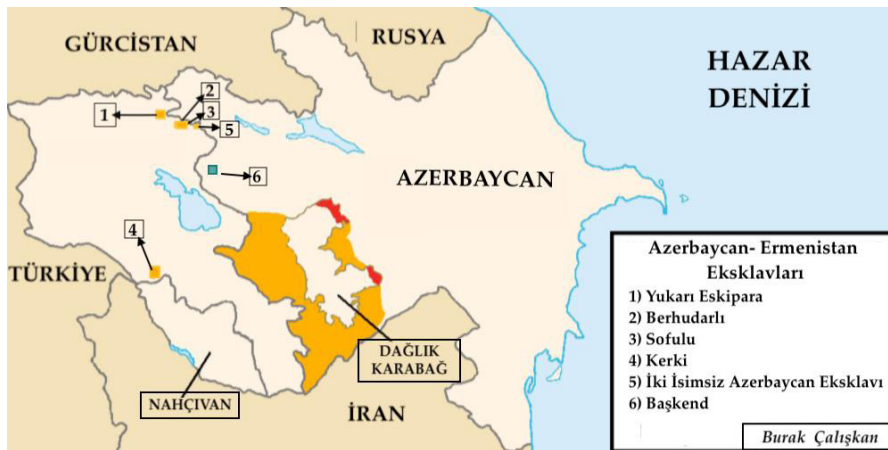 GÜRCİSTAN
RUSYA
HAZAR
DENİZİ
1
2
3
5
6
AZERBAYCAN
4
TÜRKİYE
DAĞLIK
KARABAĞ
NAHÇIVAN
İRAN
Azerbaycan- Ermenistan
Eksklavları
1) Yukarı Eskipara
2) Berhudarlı
3) Sofulu
4) Kerki
5) İki İsimsiz Azerbaycan Eksklavı
6) Başkend
Burak Çalışkan